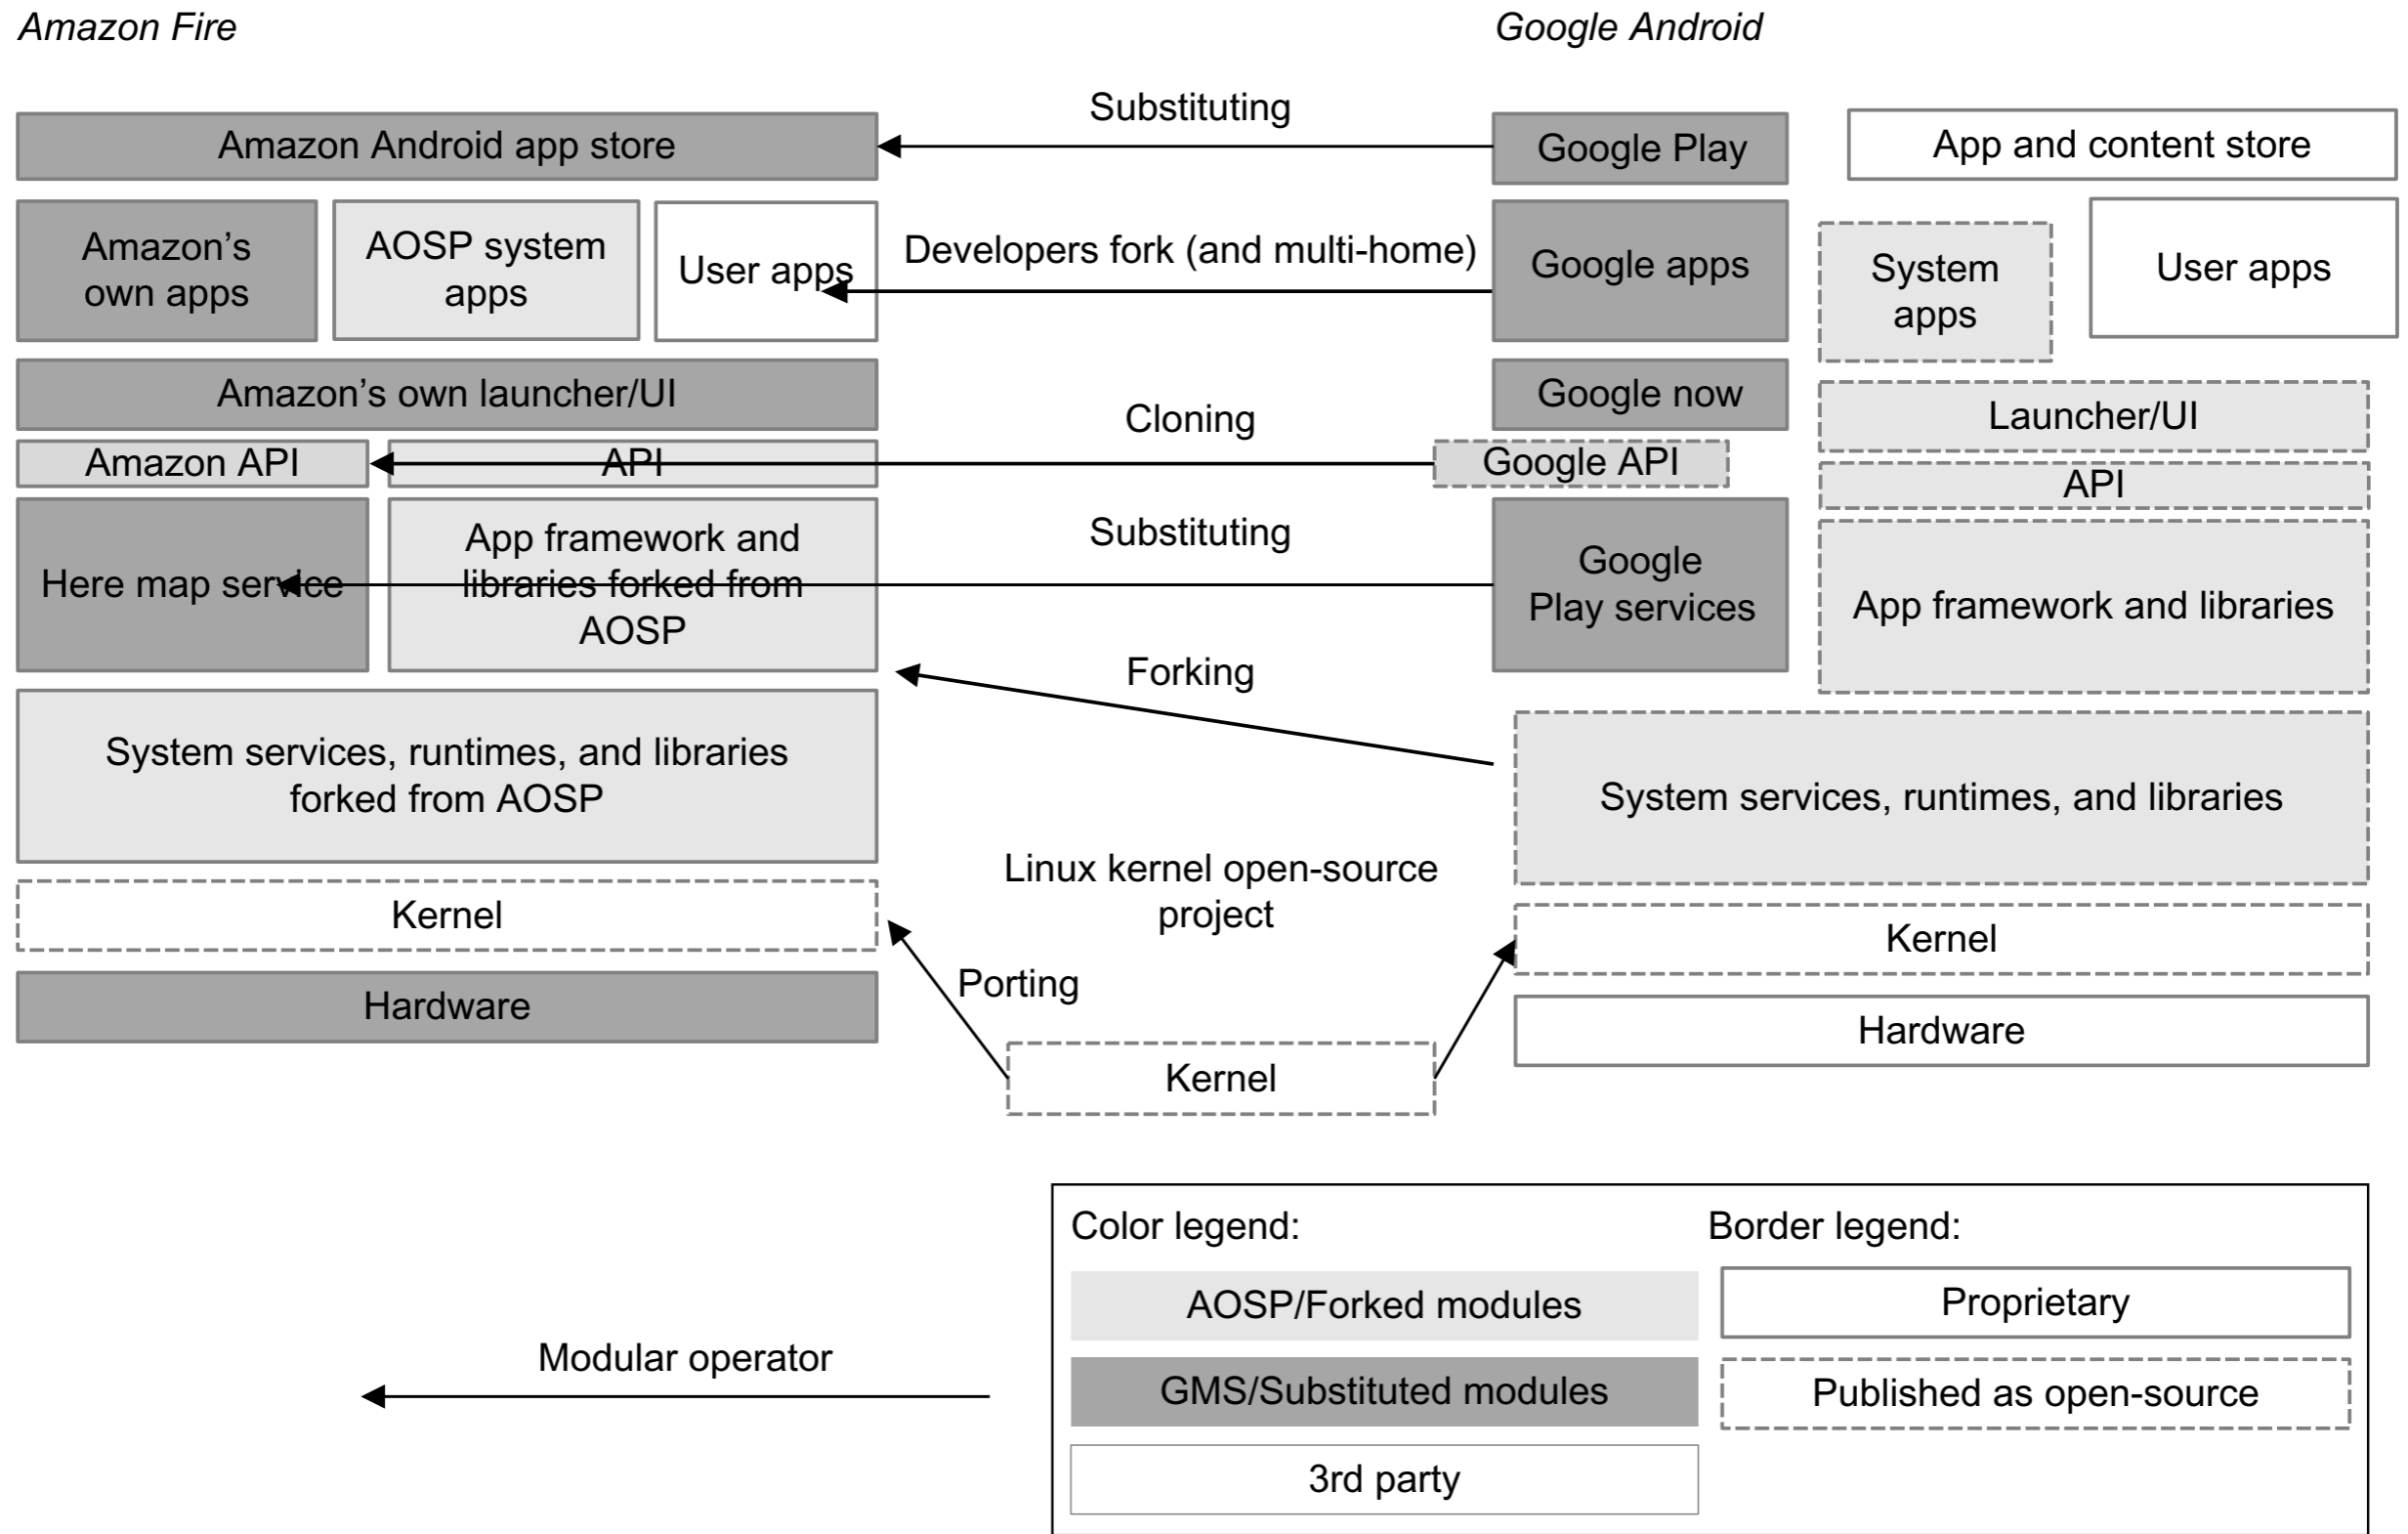 Amazon Fire
Google Android
Substituting
Amazon Android app store
Google Play
App and content store
Amazon's
own apps
AOSP system
apps
User apps
Developers fork (and multi-home)
Google apps
System
apps
User apps
Amazon's own launcher/UI
Cloning
Google now
Launcher/UI
Amazon API
API
Google API
API
Here map service
App framework and
libraries forked from
AOSP
Substituting
Google
Play services
App framework and libraries
Forking
System services, runtimes, and libraries
forked from AOSP
System services, runtimes, and libraries
Linux kernel open-source
project
Kernel
Kernel
Porting
Hardware
Hardware
Kernel
Color legend:
Border legend:
AOSP/Forked modules
Proprietary
Modular operator
GMS/Substituted modules
Published as open-source
3rd party